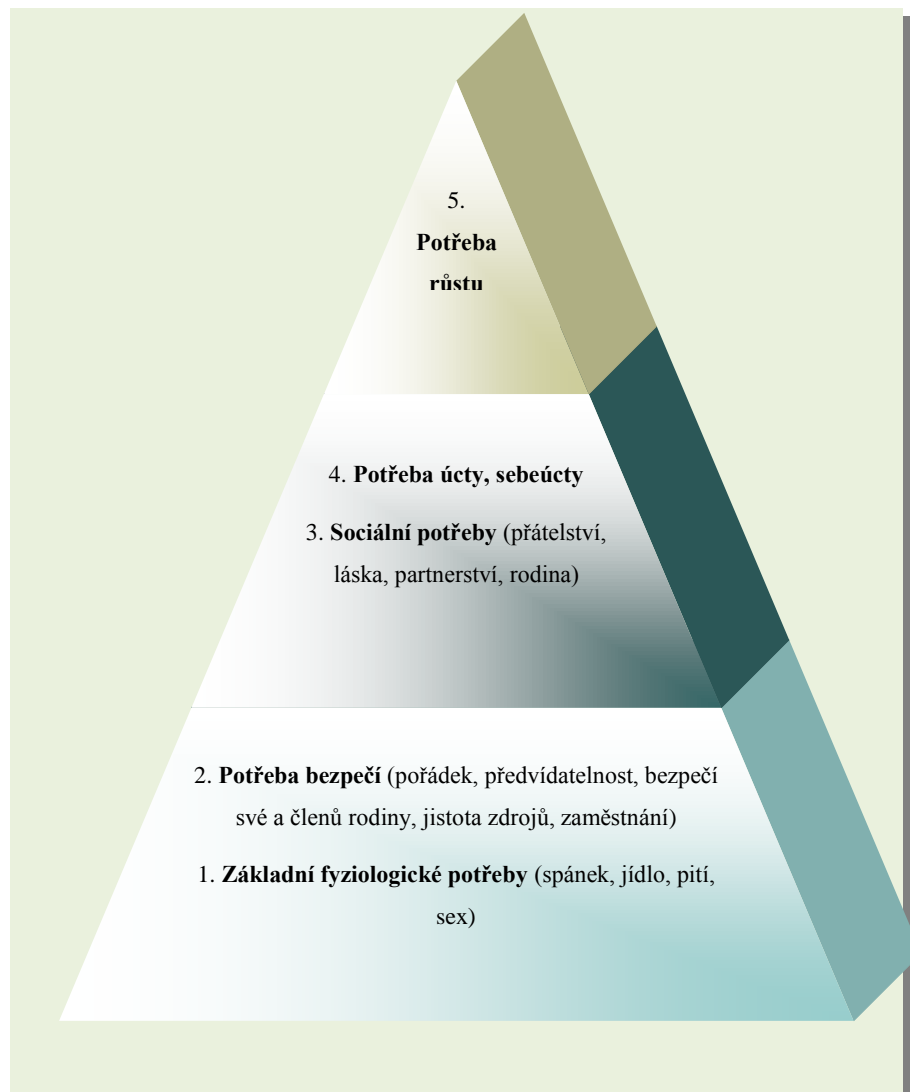 5.
Potřeba
růstu
4. Potřeba úcty, sebeúcty
3. Sociální potřeby (přátelství,
láska, partnerství, rodina)
2. Potřeba bezpečí (pořádek, předvídatelnost, bezpečí
své a členů rodiny, jistota zdrojů, zaměstnání)
1. Základní fyziologické potřeby (spánek, jídlo, pití,
sex)